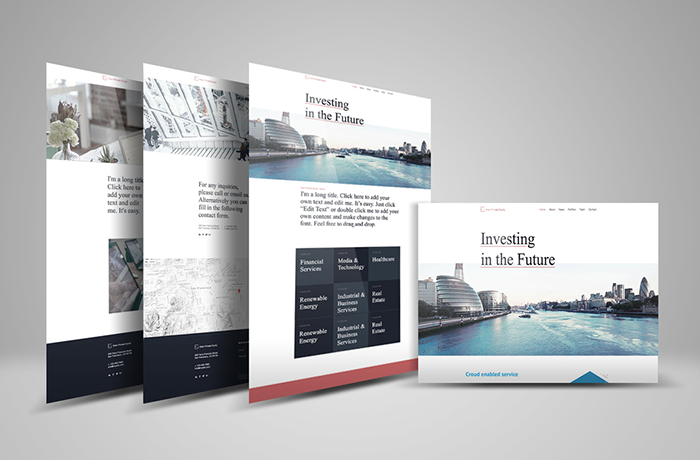 I'm a long title.
Click here to
add your own
text and edit
me. It's easy.
For any inquires,
please call or email us
Alternatively you can
fill in the following
contact form.
Investing
in the Future
I'm a long title. Click here to add your
own text and edit me. It's easy. Just click
"Edit Text" or double click me to add your
own content and make changes to the
font. Feel free to drag and drop.
Financial
Services
Media &
Technology
Healthcare
Renewable
Energy
Industrial &
Business
Services
Real
Estate
Renewable
Energy
Industrial &
Business
Services
Real
Estate
Home About News Portfolio Team Contact
Investing
in the Future
Croud enabled service